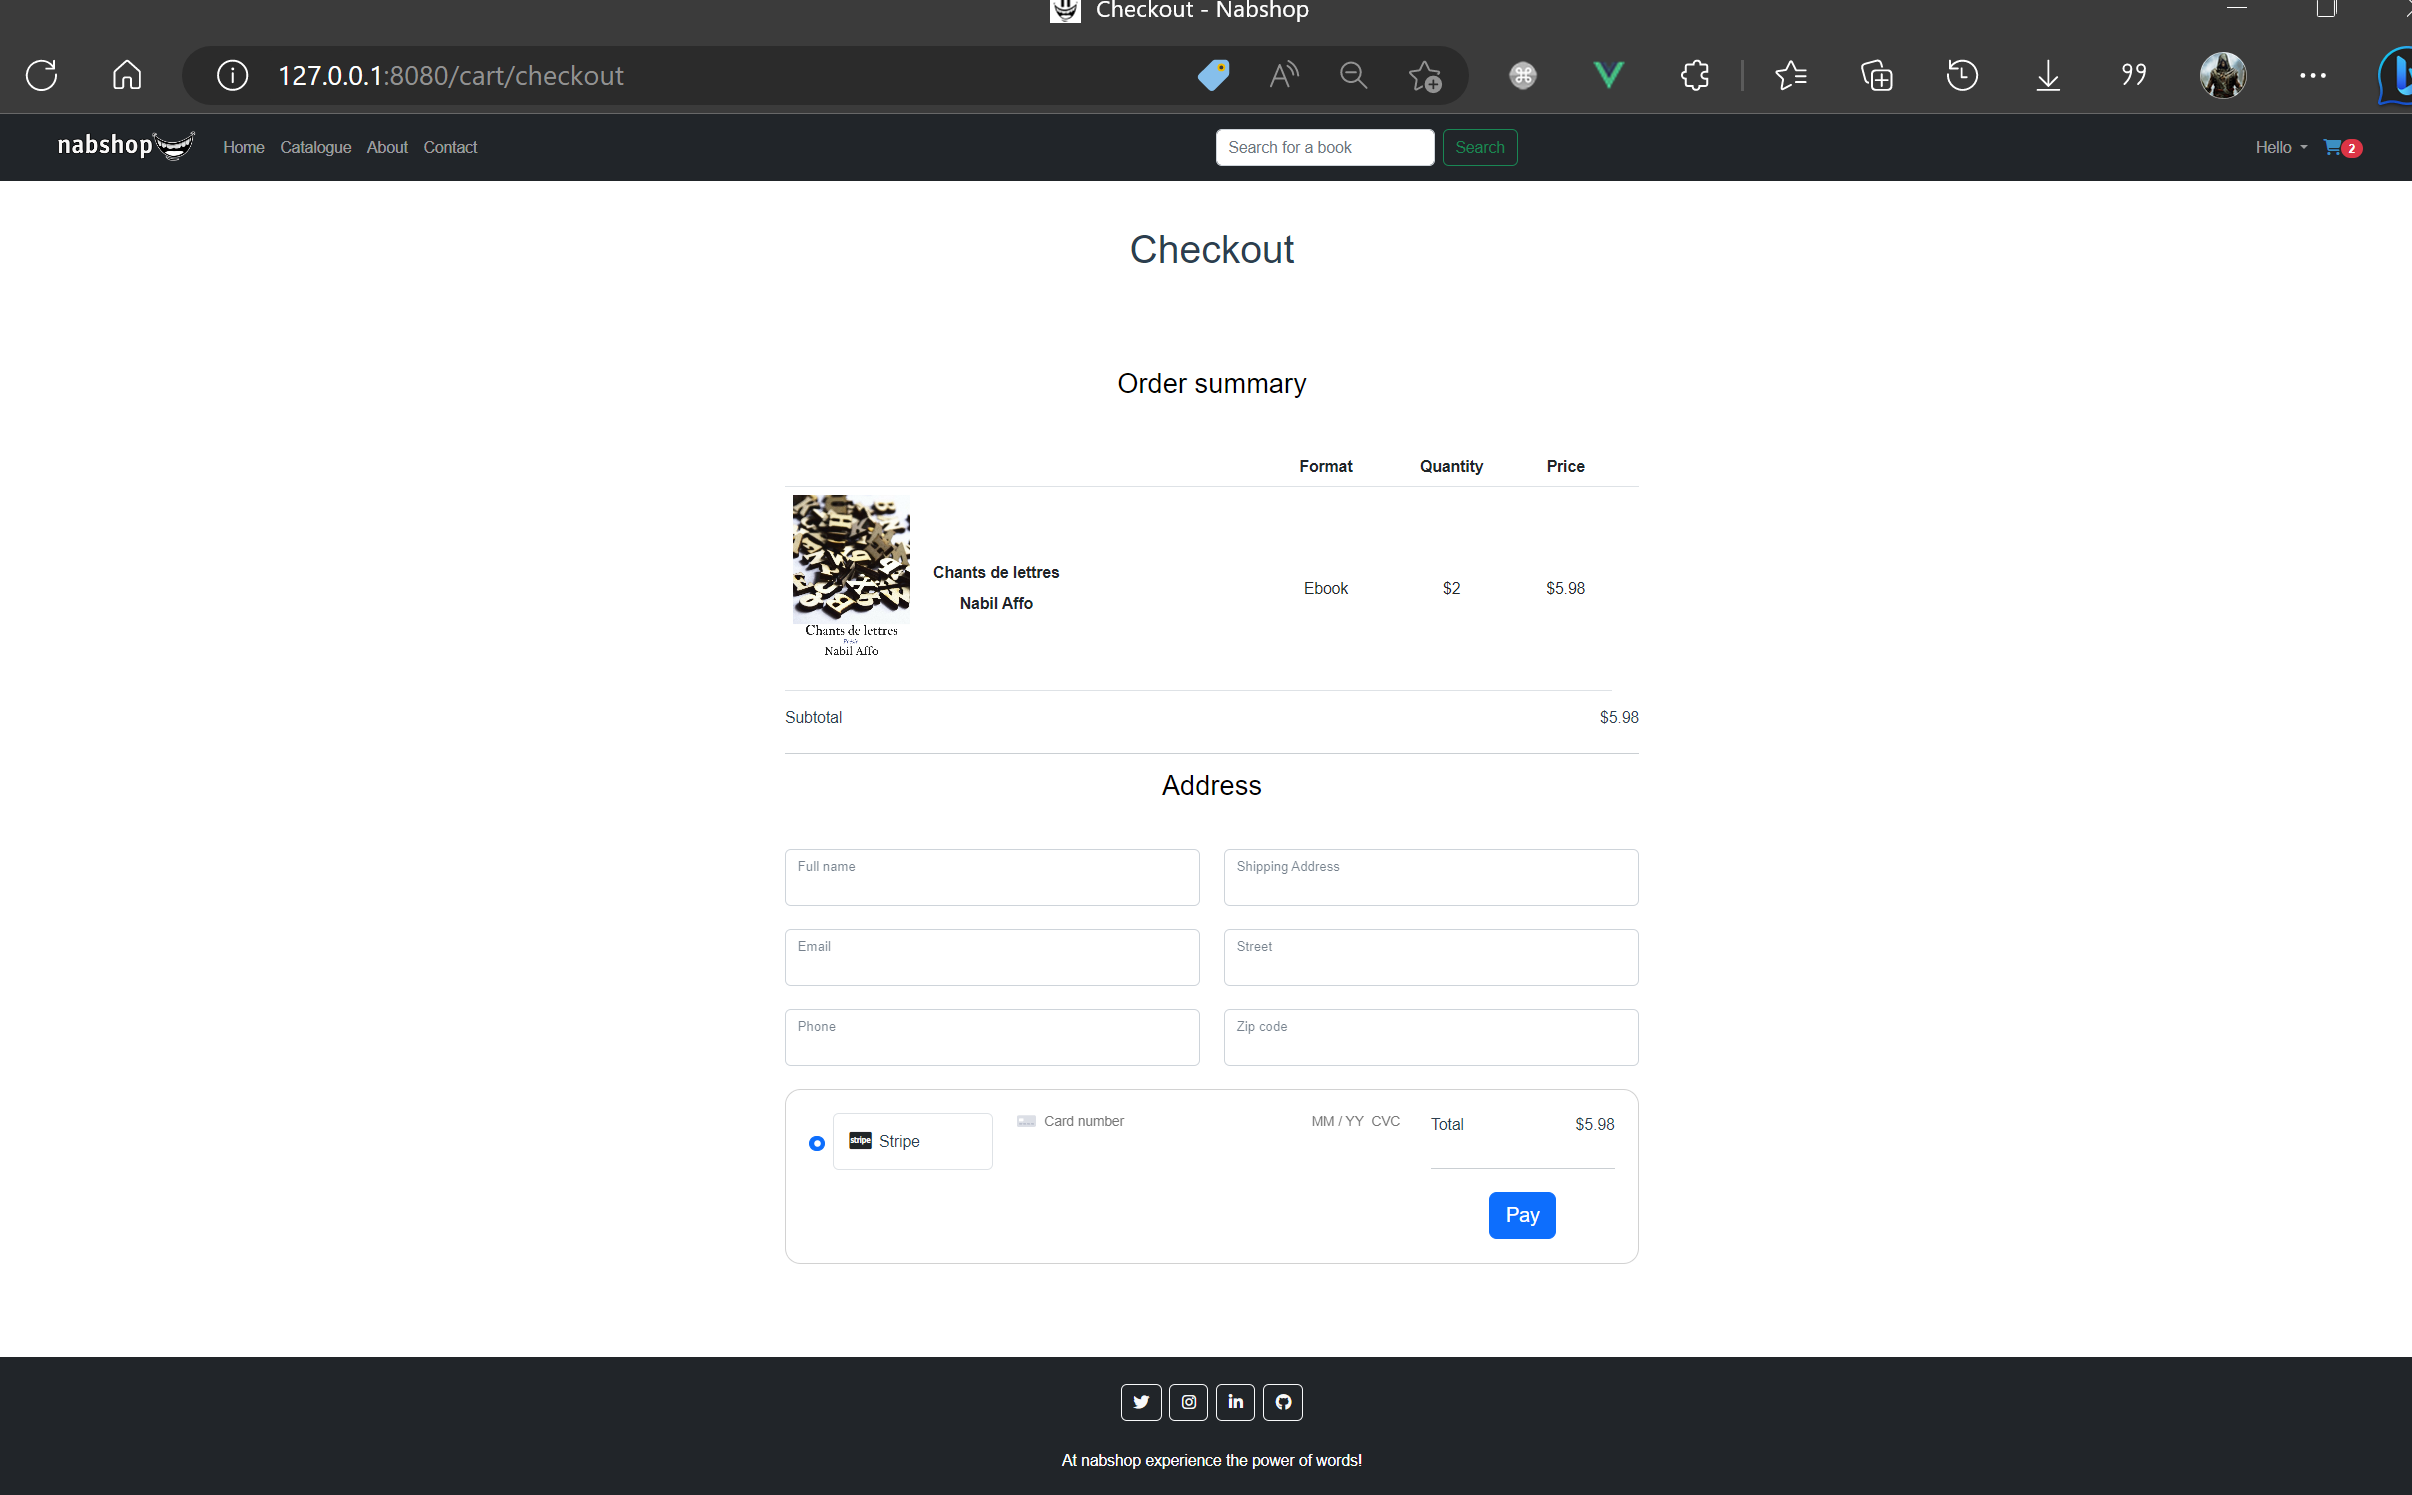 Checkout - Nabshop
127.0.0.1:8080/cart/checkout
nabshop Home Catalogue About Contact Search for a book Search Hello 2
Checkout
Order summary
Format Quantity Price
Chants de lettres
Nabil Affo
Ebook $2 $5.98
Chants de lettres
Nabil Affo
Subtotal $5.98
Address
Full name Shipping Address
Email Street
Phone Zip code
stripe Stripe Card number MM / YY CVC Total $5.98
Pay
At nabshop experience the power of words!